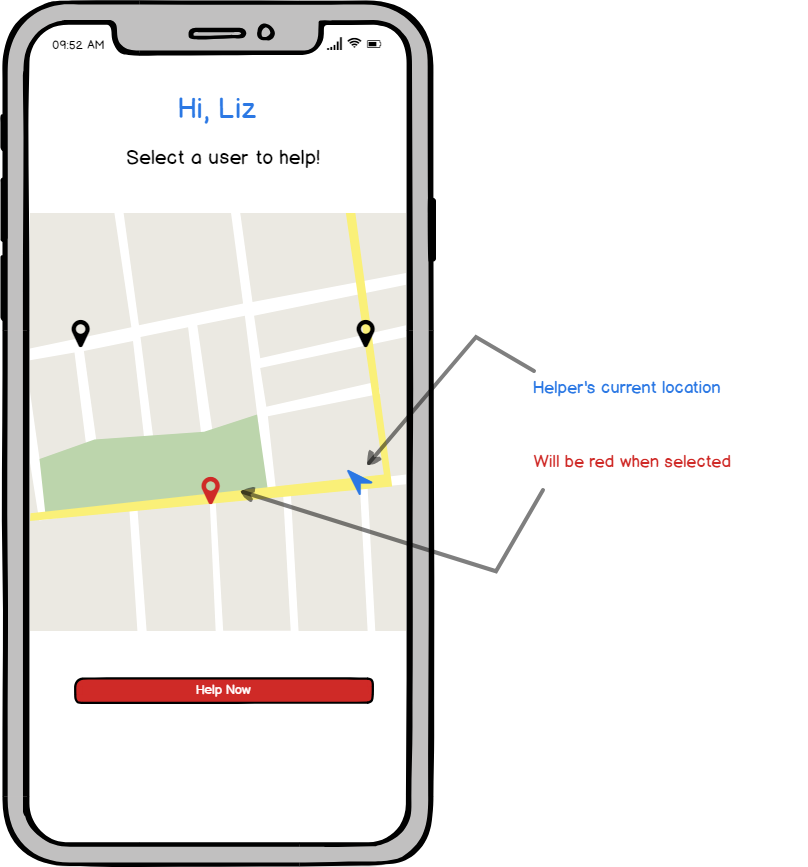 09:52 AM
Hi, Liz
Select a user to help!
Helper's current location
Will be red when selected
Help Now